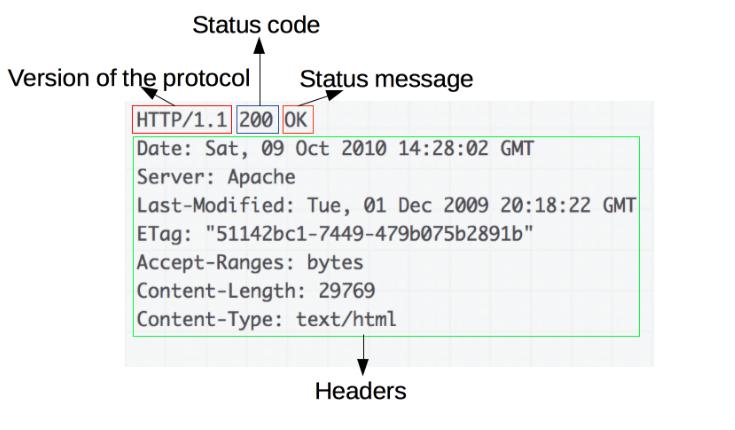 Status code
Version of the protocol
Status message
HTTP/1.1 200 OK
Date: Sat, 09 Oct 2010 14:28:02 GMT
Server: Apache
Last-Modified: Tue, 01 Dec 2009 20:18:22 GMT
ETag: "51142bc1-7449-479b075b2891b"
Accept-Ranges: bytes
Content-Length: 29769
Content-Type: text/html
Headers